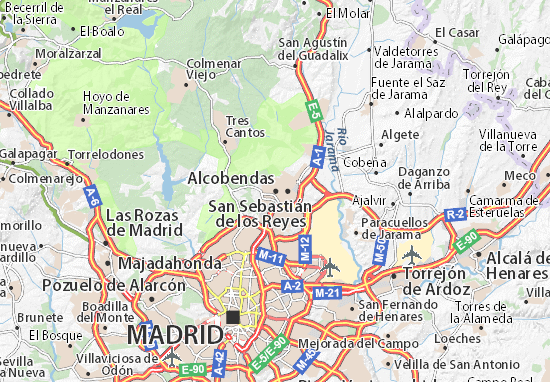 Becerril de
la Sierra
Manzanares
el Real
El Boalo
Moralzarzal
Colmenar
Viejo
San Agustín
del Guadalix
El Molar
Valdetorres
de Jarama
El Casar
Galápago
Collado
Villalba
Hoyo de
Manzanares
Tres
Cantos
E-5
Río
Jarama
Fuente el Saz
de Jarama
Torrejón
del Rey
Alalpardo
Algete
Villanueva
de la Torre
Galapagar
Torrelodones
Colmenarejo
A-6
Alcobendas
A-1
Cobeña
Daganzo
de Arriba
Meco
San Sebastián
de los Reyes
Ajalvir
Camarma de
Esteruelas
R-2
Las Rozas
de Madrid
M-12
Paracuellos
de Jarama
M-50
E-90
Majadahonda
M-11
Alcalá de
Henares
Pozuelo de Alarcón
A-2
M-21
Torrejón
de Ardoz
Boadilla
del Monte
Brunete
El Bosque
MADRID
San Fernando
de Henares
Torres de
la Alameda
Mejorada del Campo
Loeches
Villaviciosa de
Odón
A-42
E-90
E-5/E-90
Velilla de San Antonio